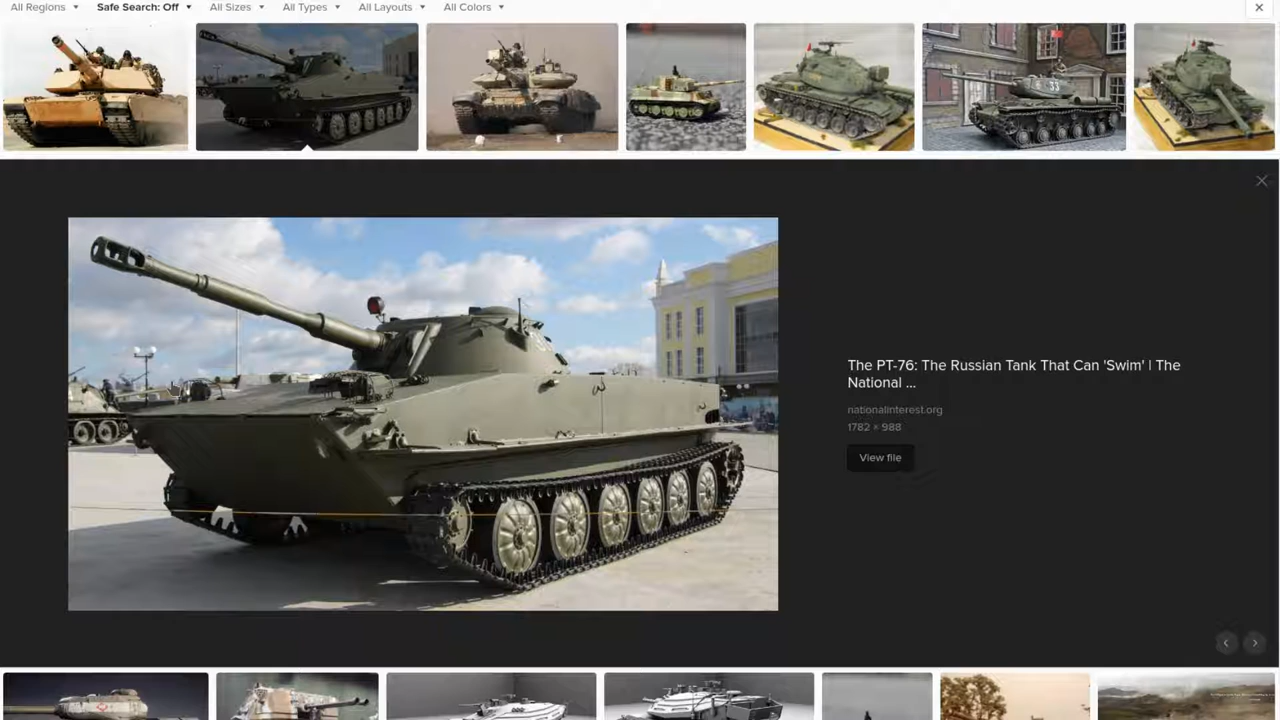 All Regions Safe Search: Off All Sizes All Types All Layouts All Colors
33
The PT-76: The Russian Tank That Can 'Swim' | The
National ...
nationalinterest.org
1782 × 988
View file